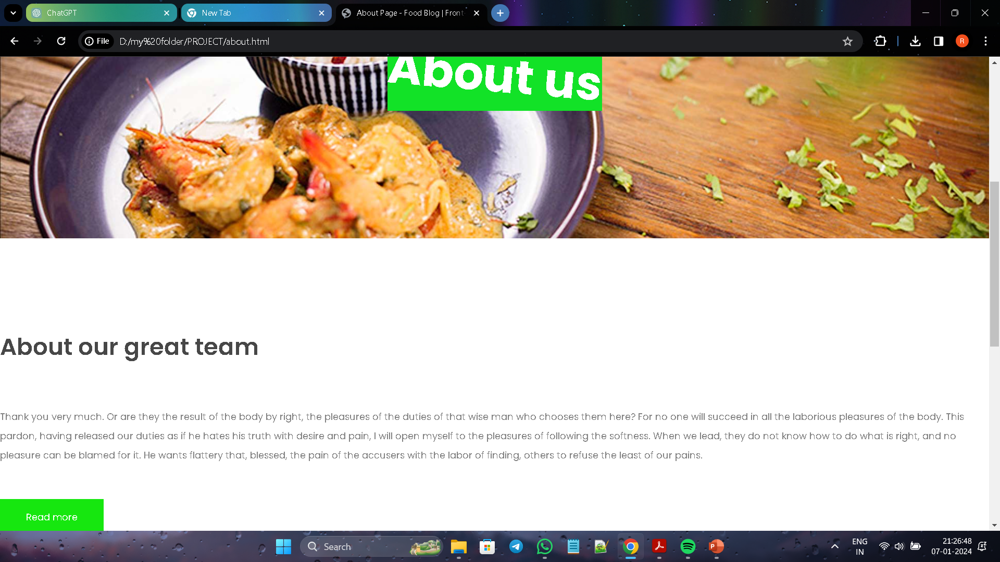 ChatGPT
New Tab
About Page - Food Blog | Front
File
D:/my%20folder/PROJECT/about.html
R
About us
About our great team
Thank you very much. Or are they the result of the body by right, the pleasures of the duties of that wise man who chooses them here? For no one will succeed in all the laborious pleasures of the body. This
pardon, having released our duties as if he hates his truth with desire and pain, I will open myself to the pleasures of following the softness. When we lead, they do not know how to do what is right, and no
pleasure can be blamed for it. He wants flattery that, blessed, the pain of the accusers with the labor of finding, others to refuse the least of our pains.
Read more
Search
P
ENG
IN
21:26:48
07-01-2024